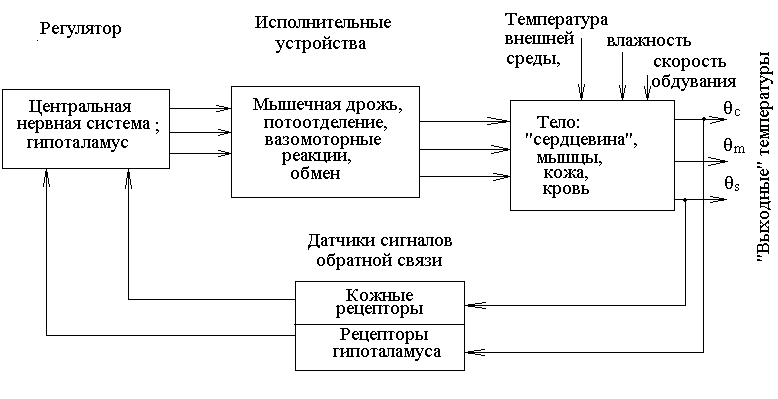 Регулятор
Исполнительные
устройства
Температура
внешней
среды,
влажность
скорость
обдувания
Центральная
нервная система ;
гипоталамус
Мышечная дрожь,
потоотделение,
вазомоторные
реакции,
обмен
Тело:
"сердцевина",
мышцы,
кожа,
кровь
θc
θm
θs
"Выходные" температуры
Датчики сигналов
обратной связи
Кожные
рецепторы
Рецепторы
гипоталамуса